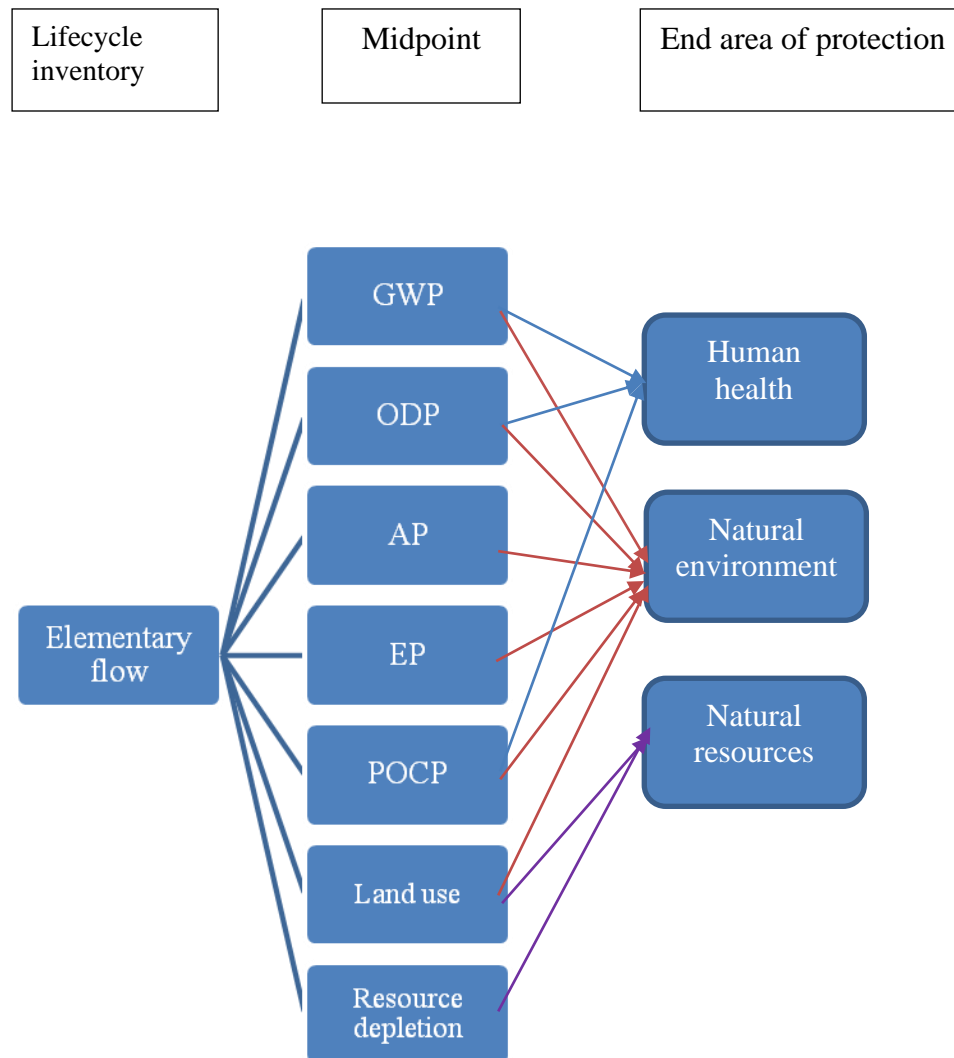 Lifecycle
inventory
Midpoint
End area of protection
GWP
ODP
AP
EP
POCP
Land use
Resource
depletion
Elementary
flow
Human
health
Natural
environment
Natural
resources